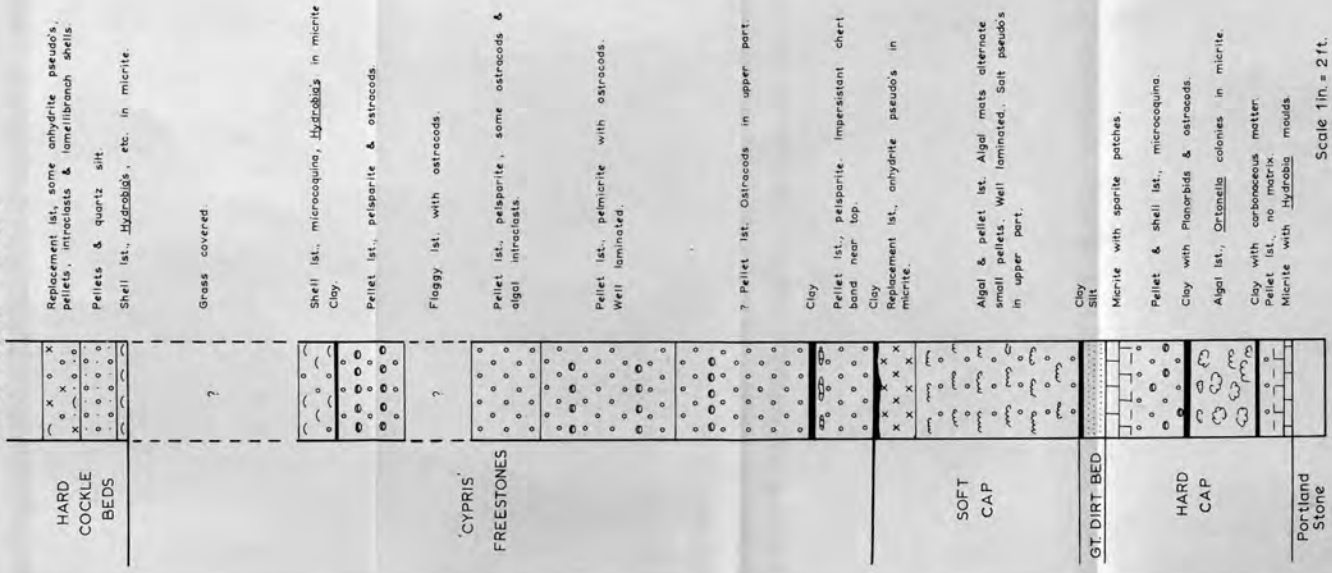 HARD
COCKLE
BEDS
Replacement lst, some anhydrite pseudo's,
pellets, intraclasts & lamellibranch shells.
Pellets & quartz silt.
Shell lst., Hydrobia's, etc. in micrite
'CYPRIS'
FREESTONES
?
Grass covered.
Shell lst., microcoquina, Hydrobia's in micrite
Clay.
Pellet lst., pelsparite & ostracods.
?
Flaggy lst. with ostracods.
Pellet lst., pelsparite, some ostracods &
algal intraclasts.
Pellet lst., pelmicrite with ostracods.
Well laminated.
? Pellet lst. Ostracods in upper part.
Clay
Pellet lst., pelsparite. Impersistant chert
band near top.
SOFT
CAP
Clay
Replacement lst., anhydrite pseudo's in
micrite.
Algal & pellet lst. Algal mats alternate
small pellets. Well laminated. Salt pseudo's
in upper part.
GT. DIRT BED
Clay
Silt
HARD
CAP
Micrite with sparite patches.
Pellet & shell lst., microcoquina.
Clay with Planorbids & ostracods.
Algal lst., Ortonella colonies in micrite.
Clay with carbonaceous matter.
Pellet lst., no matrix.
Micrite with Hydrobia moulds.
Portland
Stone
Scale 1in. = 2ft.